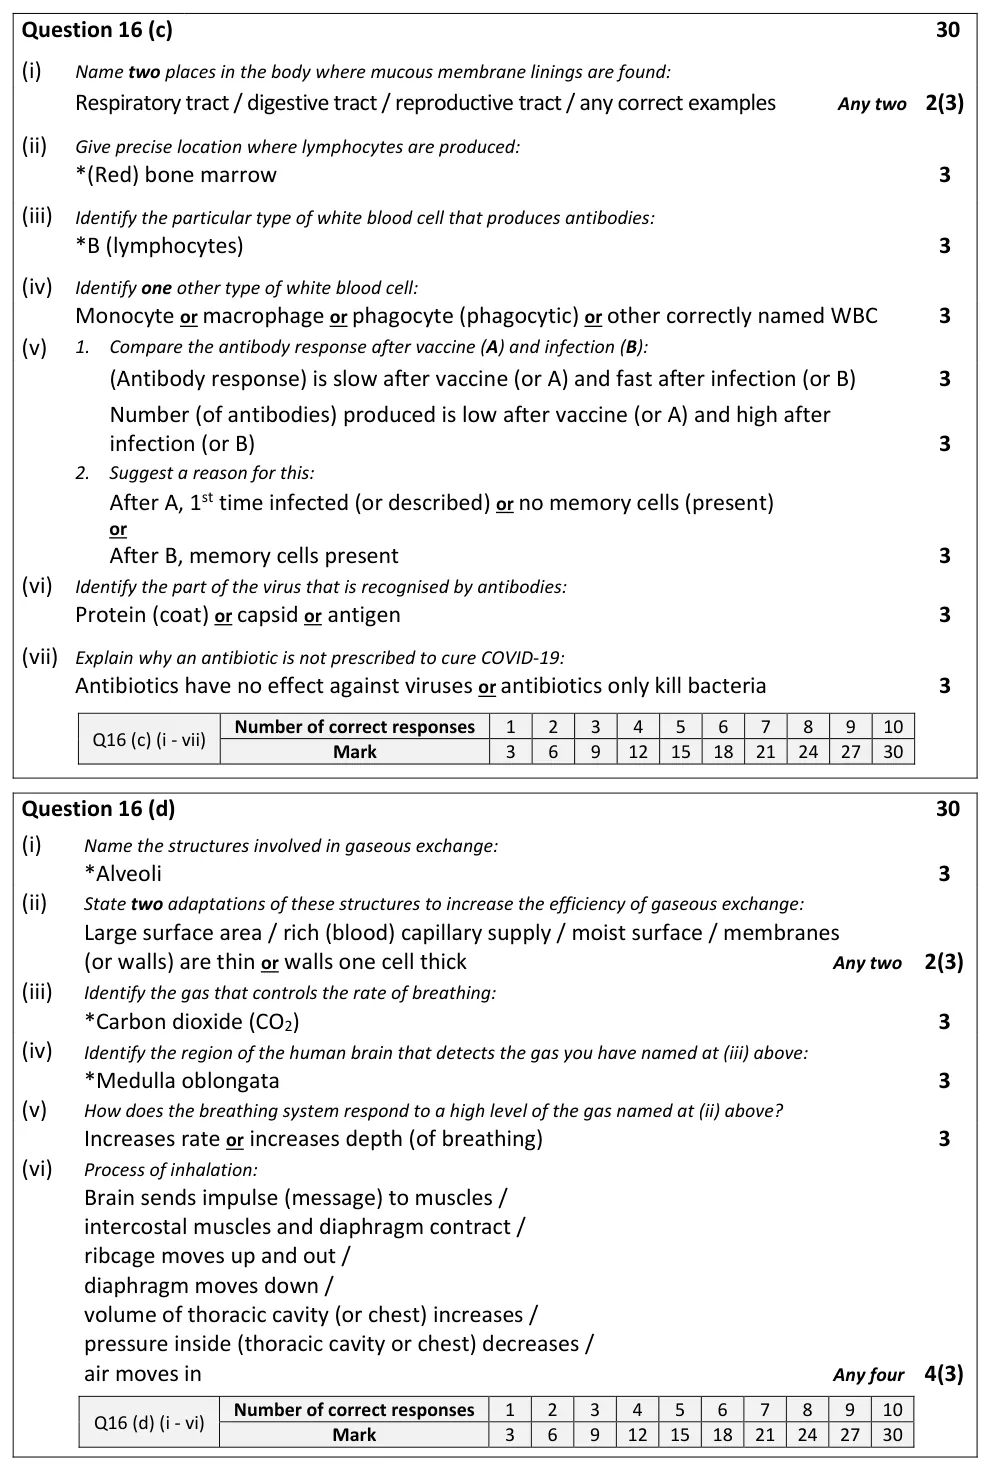 Question 16 (c) 30
(i) Name two places in the body where mucous membrane linings are found:
Respiratory tract / digestive tract / reproductive tract / any correct examples Any two 2(3)
(ii) Give precise location where lymphocytes are produced:
*(Red) bone marrow 3
(iii) Identify the particular type of white blood cell that produces antibodies:
*B (lymphocytes) 3
(iv) Identify one other type of white blood cell:
Monocyte or macrophage or phagocyte (phagocytic) or other correctly named WBC 3
(v) 1. Compare the antibody response after vaccine (A) and infection (B):
(Antibody response) is slow after vaccine (or A) and fast after infection (or B) 3
Number (of antibodies) produced is low after vaccine (or A) and high after
infection (or B) 3
2. Suggest a reason for this:
After A, 1st time infected (or described) or no memory cells (present)
or
After B, memory cells present 3
(vi) Identify the part of the virus that is recognised by antibodies:
Protein (coat) or capsid or antigen 3
(vii) Explain why an antibiotic is not prescribed to cure COVID-19:
Antibiotics have no effect against viruses or antibiotics only kill bacteria 3
Q16 (c) (i - vii) Number of correct responses 1 2 3 4 5 6 7 8 9 10
Mark 3 6 9 12 15 18 21 24 27 30
Question 16 (d) 30
(i) Name the structures involved in gaseous exchange:
*Alveoli 3
(ii) State two adaptations of these structures to increase the efficiency of gaseous exchange:
Large surface area / rich (blood) capillary supply / moist surface / membranes
(or walls) are thin or walls one cell thick Any two 2(3)
(iii) Identify the gas that controls the rate of breathing:
*Carbon dioxide (CO2) 3
(iv) Identify the region of the human brain that detects the gas you have named at (iii) above:
*Medulla oblongata 3
(v) How does the breathing system respond to a high level of the gas named at (ii) above?
Increases rate or increases depth (of breathing) 3
(vi) Process of inhalation:
Brain sends impulse (message) to muscles /
intercostal muscles and diaphragm contract /
ribcage moves up and out /
diaphragm moves down /
volume of thoracic cavity (or chest) increases /
pressure inside (thoracic cavity or chest) decreases /
air moves in Any four 4(3)
Q16 (d) (i - vi) Number of correct responses 1 2 3 4 5 6 7 8 9 10
Mark 3 6 9 12 15 18 21 24 27 30